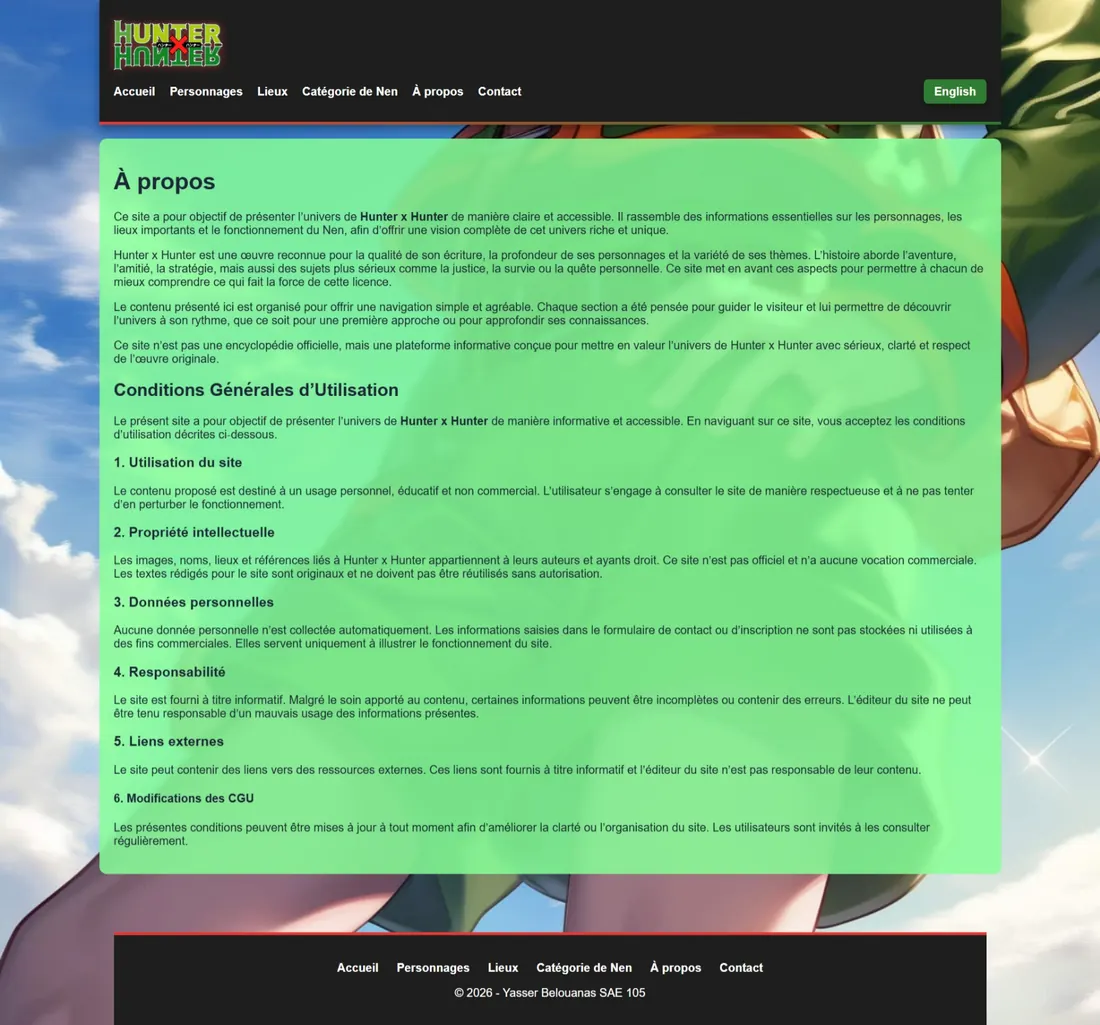 HUNTER
HUNTER
Accueil Personnages Lieux Catégorie de Nen À propos Contact English
À propos
Ce site a pour objectif de présenter l’univers de Hunter x Hunter de manière claire et accessible. Il rassemble des informations essentielles sur les personnages, les
lieux importants et le fonctionnement du Nen, afin d’offrir une vision complète de cet univers riche et unique.
Hunter x Hunter est une œuvre reconnue pour la qualité de son écriture, la profondeur de ses personnages et la variété de ses thèmes. L’histoire aborde l’aventure,
l’amitié, la stratégie, mais aussi des sujets plus sérieux comme la justice, la survie ou la quête personnelle. Ce site met en avant ces aspects pour permettre à chacun de
mieux comprendre ce qui fait la force de cette licence.
Le contenu présenté ici est organisé pour offrir une navigation simple et agréable. Chaque section a été pensée pour guider le visiteur et lui permettre de découvrir
l’univers à son rythme, que ce soit pour une première approche ou pour approfondir ses connaissances.
Ce site n’est pas une encyclopédie officielle, mais une plateforme informative conçue pour mettre en valeur l’univers de Hunter x Hunter avec sérieux, clarté et respect
de l’œuvre originale.
Conditions Générales d’Utilisation
Le présent site a pour objectif de présenter l’univers de Hunter x Hunter de manière informative et accessible. En naviguant sur ce site, vous acceptez les conditions
d’utilisation décrites ci-dessous.
1. Utilisation du site
Le contenu proposé est destiné à un usage personnel, éducatif et non commercial. L’utilisateur s’engage à consulter le site de manière respectueuse et à ne pas tenter
d’en perturber le fonctionnement.
2. Propriété intellectuelle
Les images, noms, lieux et références liés à Hunter x Hunter appartiennent à leurs auteurs et ayants droit. Ce site n’est pas officiel et n’a aucune vocation commerciale.
Les textes rédigés pour le site sont originaux et ne doivent pas être réutilisés sans autorisation.
3. Données personnelles
Aucune donnée personnelle n’est collectée automatiquement. Les informations saisies dans le formulaire de contact ou d’inscription ne sont pas stockées ni utilisées à
des fins commerciales. Elles servent uniquement à illustrer le fonctionnement du site.
4. Responsabilité
Le site est fourni à titre informatif. Malgré le soin apporté au contenu, certaines informations peuvent être incomplètes ou contenir des erreurs. L’éditeur du site ne peut
être tenu responsable d’un mauvais usage des informations présentes.
5. Liens externes
Le site peut contenir des liens vers des ressources externes. Ces liens sont fournis à titre informatif et l’éditeur du site n’est pas responsable de leur contenu.
6. Modifications des CGU
Les présentes conditions peuvent être mises à jour à tout moment afin d’améliorer la clarté ou l’organisation du site. Les utilisateurs sont invités à les consulter
régulièrement.
Accueil Personnages Lieux Catégorie de Nen À propos Contact
© 2026 - Yasser Belouanas SAE 105